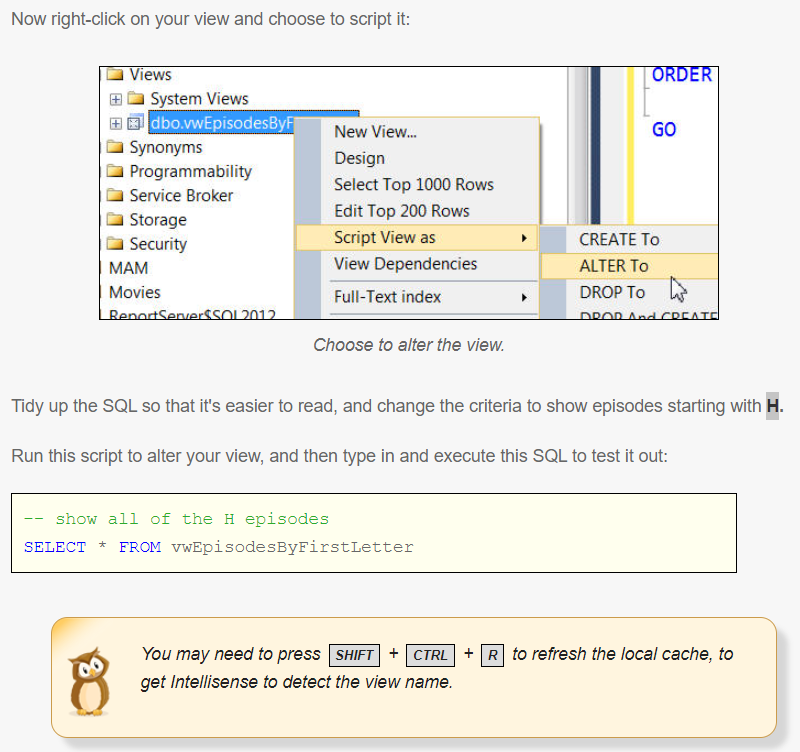 Now right-click on your view and choose to script it:
Views
System Views
dbo.vwEpisodesByF
Synonyms
Programmability
Service Broker
Storage
Security
MAM
Movies
ReportServer$SQL2012
New View...
Design
Select Top 1000 Rows
Edit Top 200 Rows
Script View as
View Dependencies
Full-Text index
ORDER
GO
CREATE To
ALTER To
DROP To
DROP And CREATE
Choose to alter the view.
Tidy up the SQL so that it's easier to read, and change the criteria to show episodes starting with H.
Run this script to alter your view, and then type in and execute this SQL to test it out:
-- show all of the H episodes
SELECT * FROM vwEpisodesByFirstLetter
You may need to press SHIFT + CTRL + R to refresh the local cache, to
get Intellisense to detect the view name.